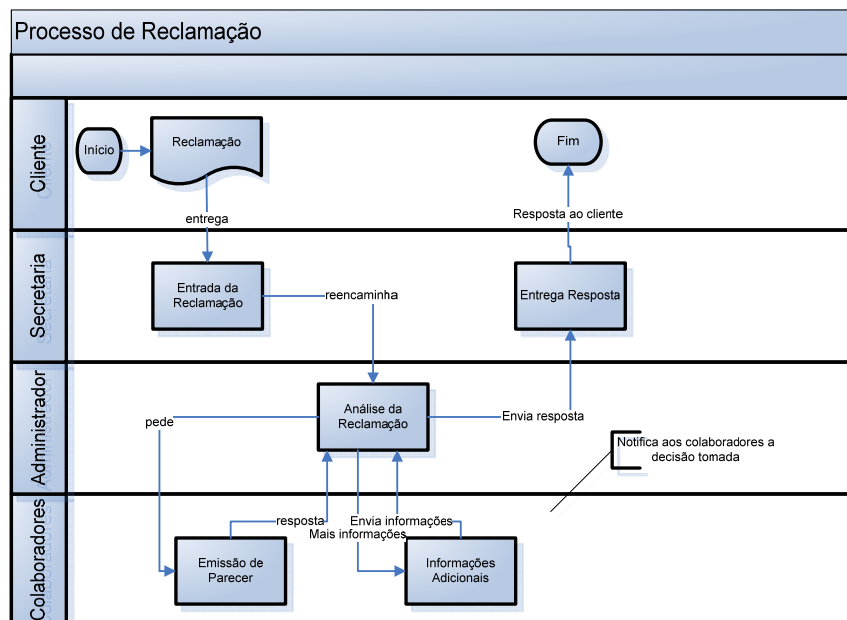 Processo de Reclamação
Cliente
Início
Reclamação
Fim
entrega
Resposta ao cliente
Secretaria
Entrada da
Reclamação
reencaminha
Entrega Resposta
Administrador
Análise da
Reclamação
pede
Envia resposta
Notifica aos colaboradores a
decisão tomada
Colaboradores
resposta
Envia informações
Mais informações
Emissão de
Parecer
Informações
Adicionais